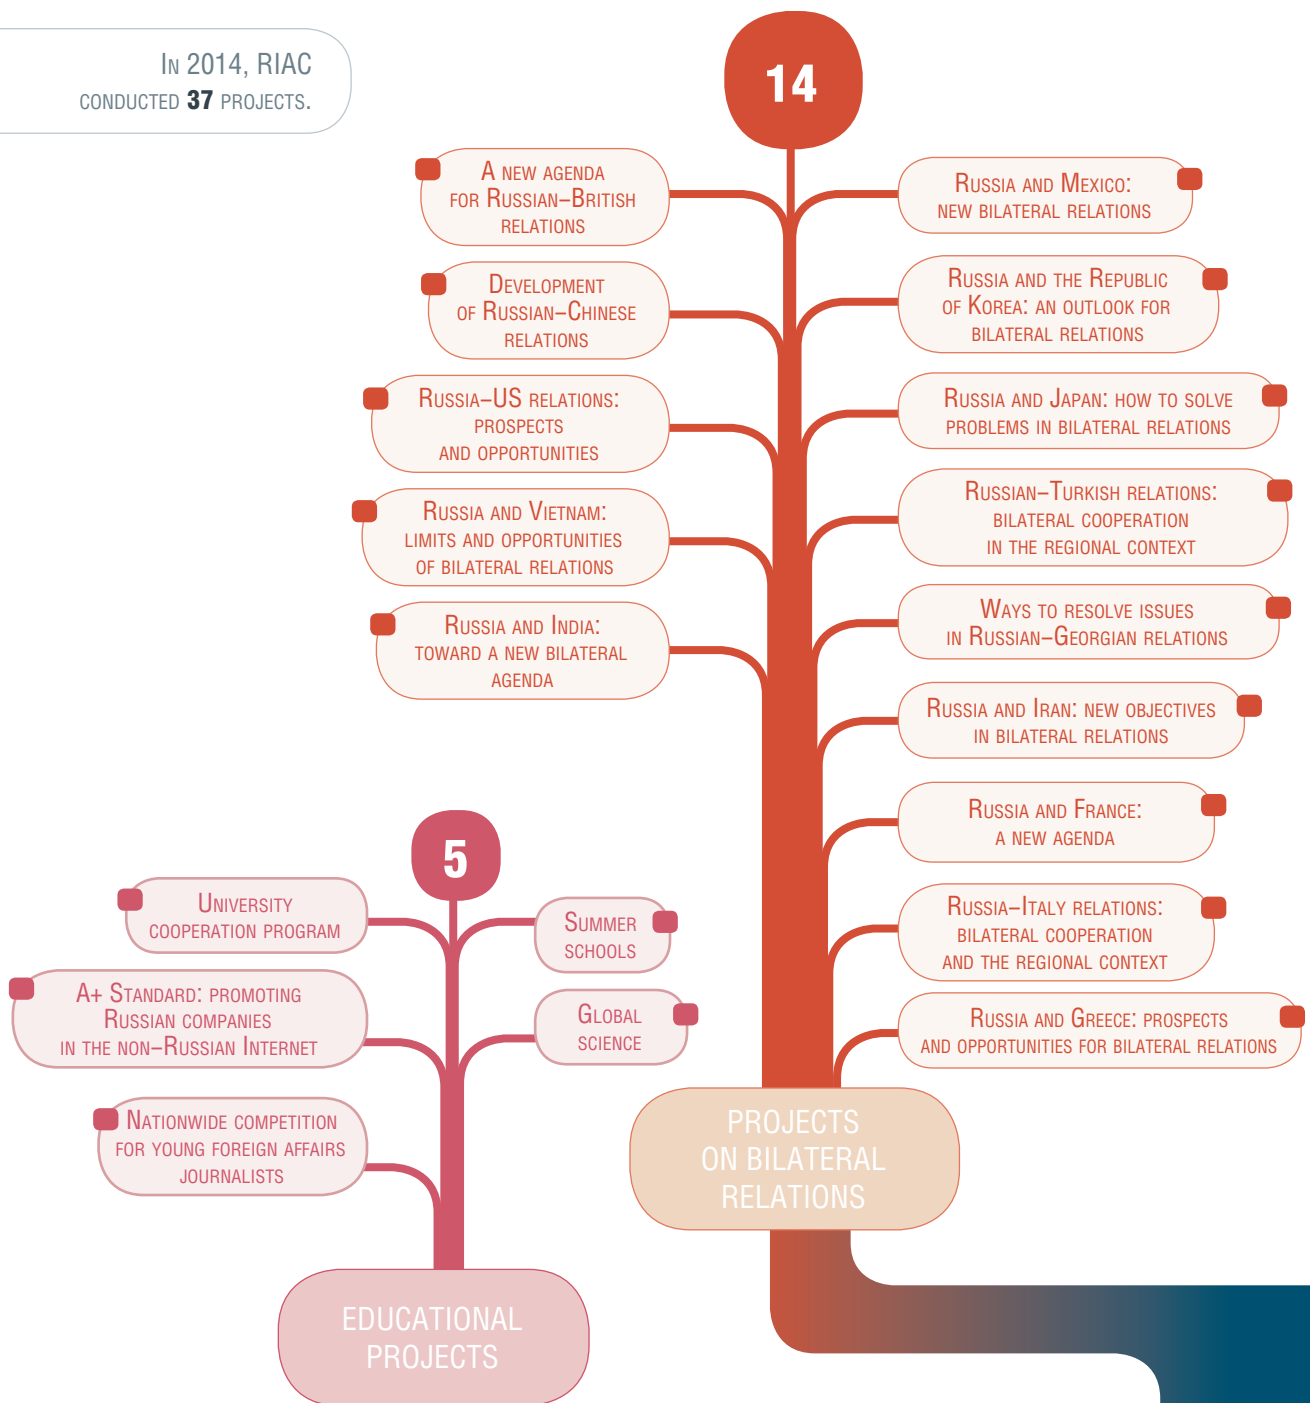 In 2014, RIAC
conducted 37 projects.
14
A new agenda
for Russian–British
relations
Development
of Russian–Chinese
relations
Russia–US relations:
prospects
and opportunities
Russia and Vietnam:
limits and opportunities
of bilateral relations
Russia and India:
toward a new bilateral
agenda
Russia and Mexico:
new bilateral relations
Russia and the Republic
of Korea: an outlook for
bilateral relations
Russia and Japan: how to solve
problems in bilateral relations
Russian–Turkish relations:
bilateral cooperation
in the regional context
Ways to resolve issues
in Russian–Georgian relations
Russia and Iran: new objectives
in bilateral relations
Russia and France:
a new agenda
Russia–Italy relations:
bilateral cooperation
and the regional context
Russia and Greece: prospects
and opportunities for bilateral relations
PROJECTS
ON BILATERAL
RELATIONS
5
University
cooperation program
A+ Standard: promoting
Russian companies
in the non–Russian Internet
Nationwide competition
for young foreign affairs
journalists
Summer
schools
Global
science
EDUCATIONAL
PROJECTS